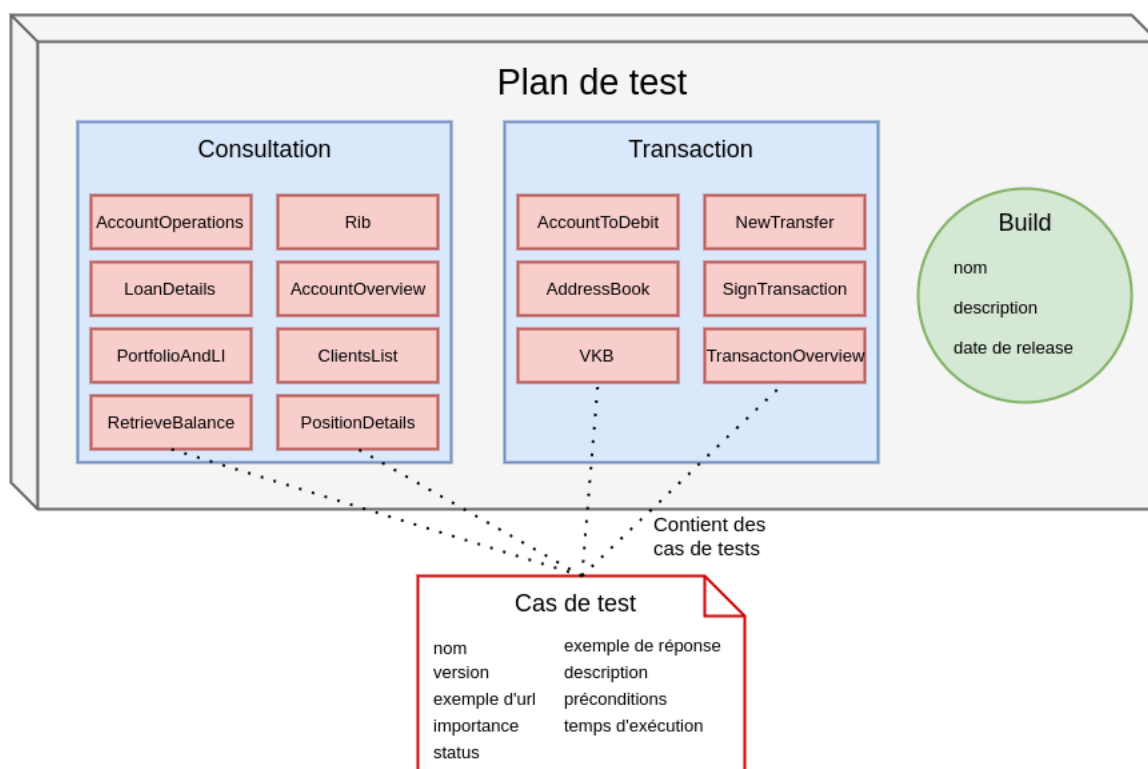 Plan de test
Consultation
AccountOperations
Rib
LoanDetails
AccountOverview
PortfolioAndLI
ClientsList
RetrieveBalance
PositionDetails
Transaction
AccountToDebit
NewTransfer
AddressBook
SignTransaction
VKB
TransactonOverview
Build
nom
description
date de release
Contient des
cas de tests
Cas de test
nom
version
exemple d'url
importance
status
exemple de réponse
description
préconditions
temps d'exécution